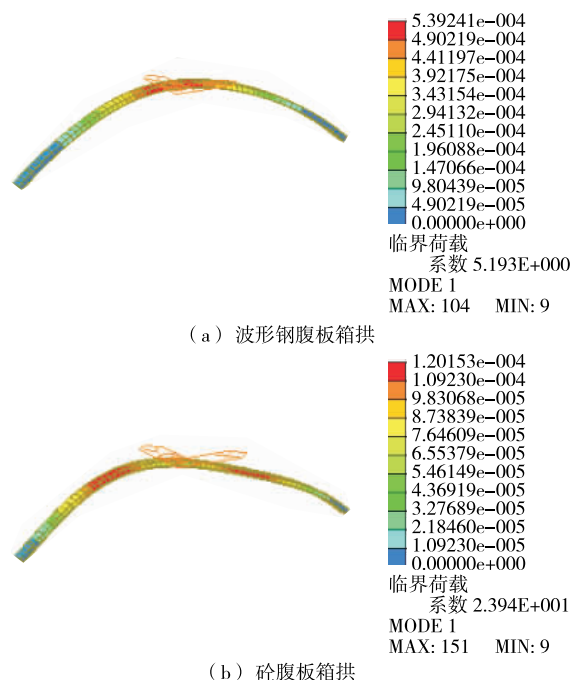 5.39241e-004
4.90219e-004
4.41197e-004
3.92175e-004
3.43154e-004
2.94132e-004
2.45110e-004
1.96088e-004
1.47066e-004
9.80439e-005
4.90219e-005
0.00000e+000
临界荷载
系数 5.193E+000
MODE 1
MAX: 104 MIN: 9
(a) 波形钢腹板箱拱
1.20153e-004
1.09230e-004
9.83068e-005
8.73839e-005
7.64609e-005
6.55379e-005
5.46149e-005
4.36919e-005
3.27689e-005
2.18460e-005
1.09230e-005
0.00000e+000
临界荷载
系数 2.394E+001
MODE 1
MAX: 151 MIN: 9
(b) 砼腹板箱拱